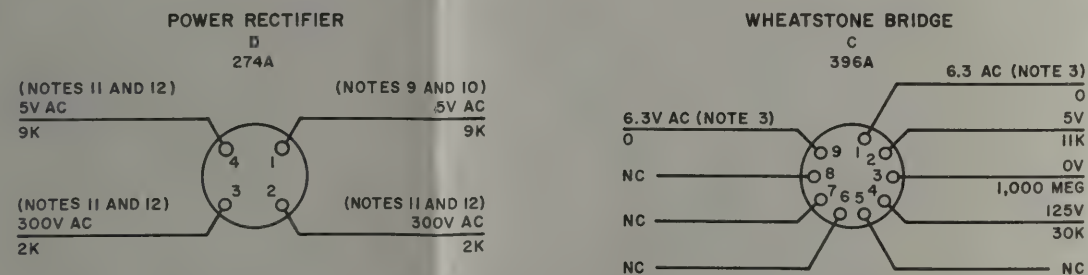 POWER RECTIFIER
D
274A
(NOTES 11 AND 12)
5V AC
9K
(NOTES 9 AND 10)
5V AC
9K
4
1
3
2
(NOTES 11 AND 12)
300V AC
2K
(NOTES 11 AND 12)
300V AC
2K
WHEATSTONE BRIDGE
C
396A
6.3 AC (NOTE 3)
0
6.3V AC (NOTE 3)
0
5V
11K
0V
1,000 MEG
125V
30K
NC
NC
NC
NC
9
1
2
8
3
7
6
5
4